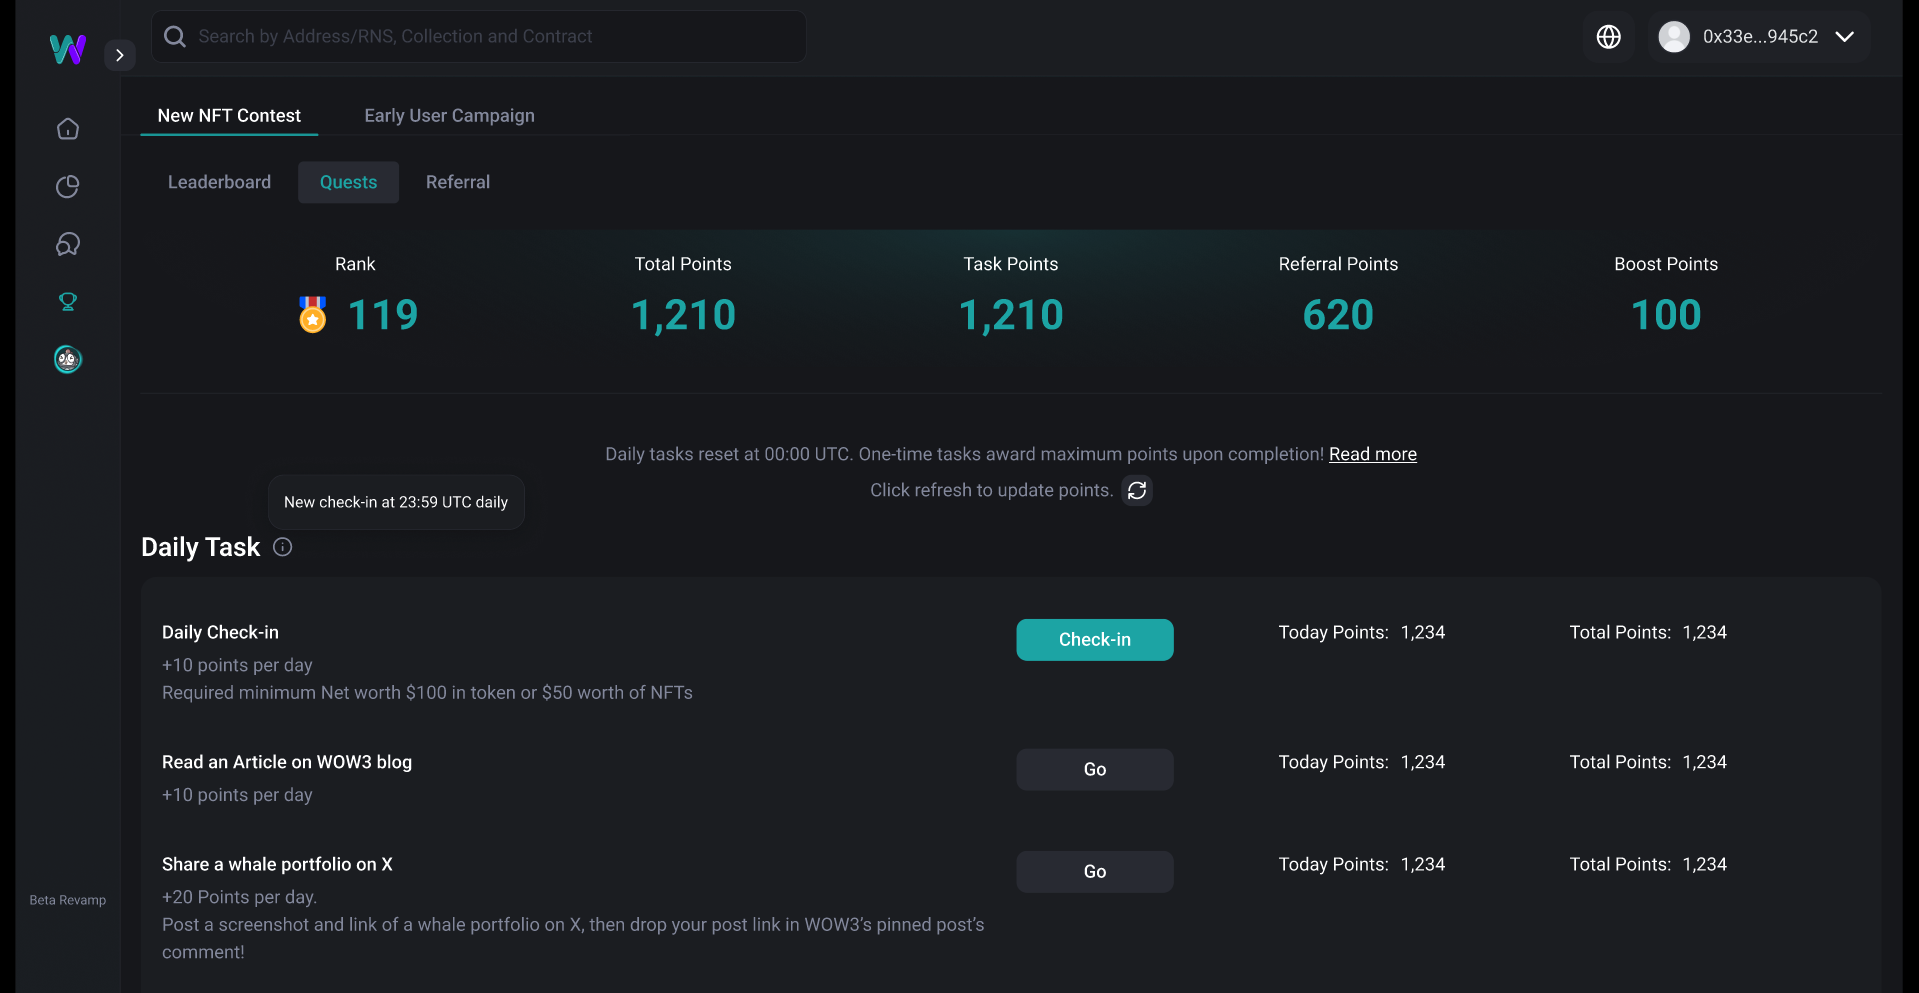 Search by Address/RNS, Collection and Contract
0x33e...945c2
New NFT Contest
Early User Campaign
Leaderboard
Quests
Referral
Rank
119
Total Points
1,210
Task Points
1,210
Referral Points
620
Boost Points
100
Daily tasks reset at 00:00 UTC. One-time tasks award maximum points upon completion! Read more
Click refresh to update points.
New check-in at 23:59 UTC daily
Daily Task
Daily Check-in
+10 points per day
Required minimum Net worth $100 in token or $50 worth of NFTs
Check-in
Today Points: 1,234
Total Points: 1,234
Read an Article on WOW3 blog
+10 points per day
Go
Today Points: 1,234
Total Points: 1,234
Share a whale portfolio on X
+20 Points per day.
Post a screenshot and link of a whale portfolio on X, then drop your post link in WOW3’s pinned post’s
comment!
Go
Today Points: 1,234
Total Points: 1,234
Beta Revamp